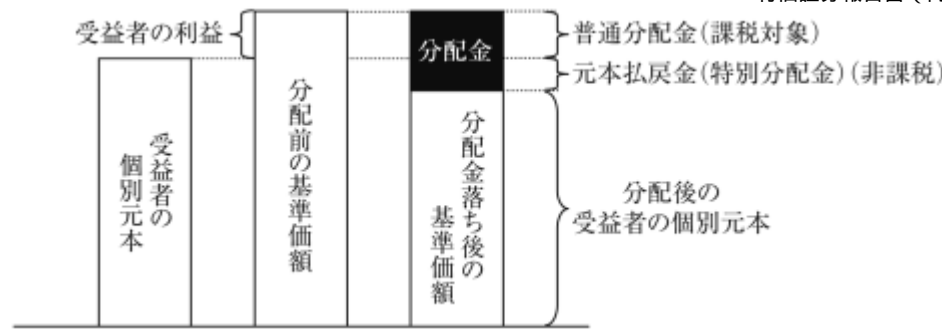 受益者の利益
分配金
普通分配金(課税対象)
元本払戻金(特別分配金)(非課税)
受益者の
個別元本
分配前の基準価額
分配金落ち後の
基準価額
分配後の
受益者の個別元本